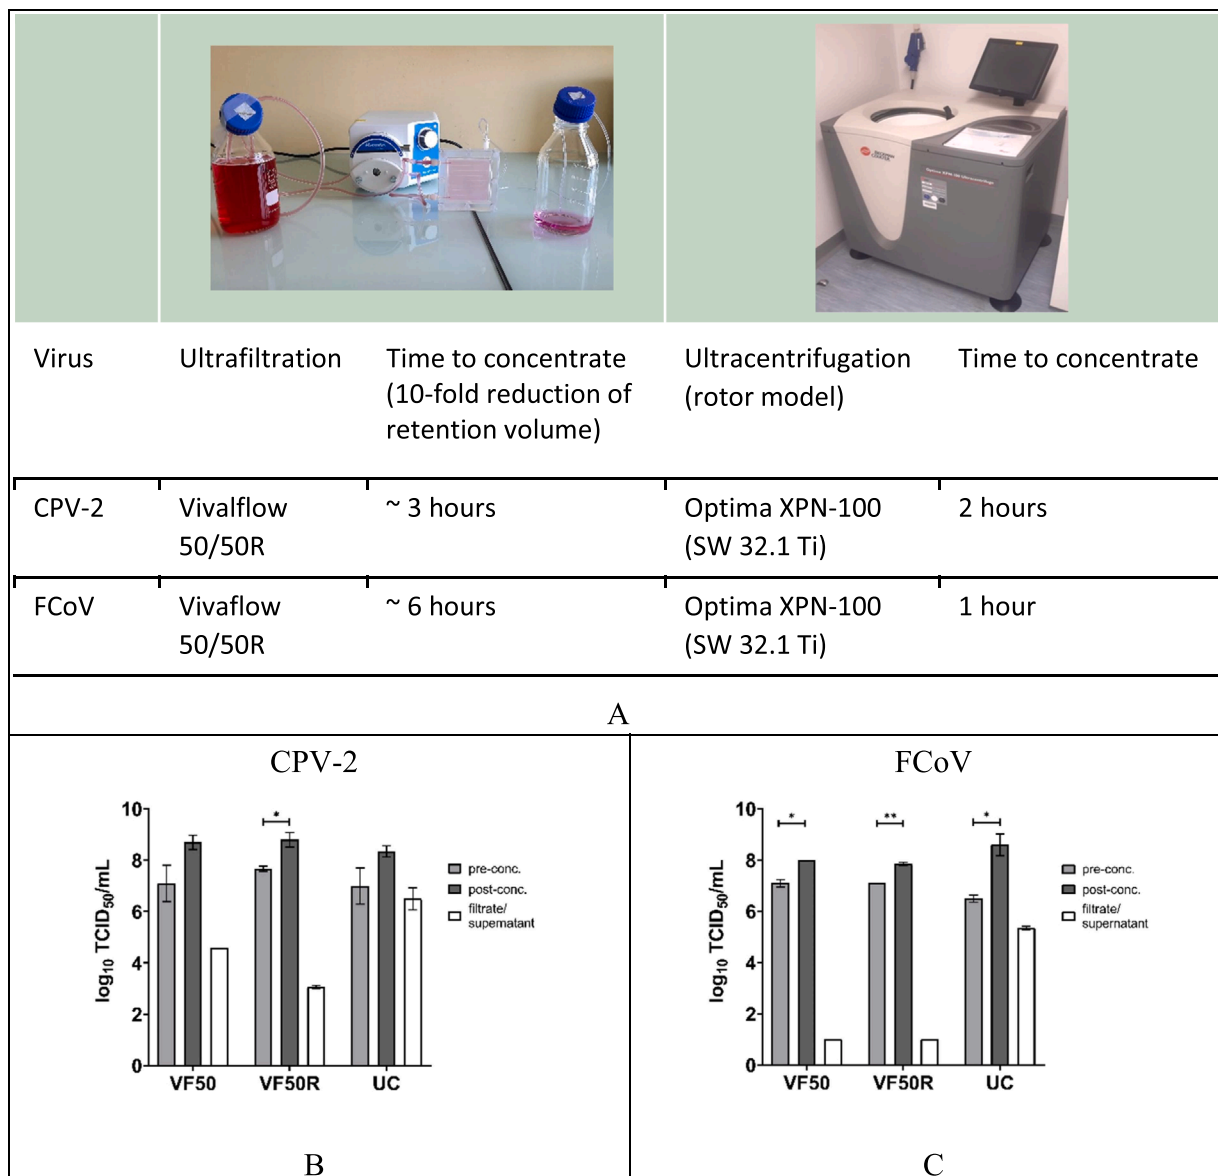 BECKMAN
COULTER
Virus
Ultrafiltration
Time to concentrate
(10-fold reduction of
retention volume)
Ultracentrifugation
(rotor model)
Time to concentrate
CPV-2
Vivalflow
50/50R
~ 3 hours
Optima XPN-100
(SW 32.1 Ti)
2 hours
FCoV
Vivaflow
50/50R
~ 6 hours
Optima XPN-100
(SW 32.1 Ti)
1 hour
A
CPV-2
log10 TCID50/mL
10
8
6
4
2
0
*
VF50
VF50R
UC
pre-conc.
post-conc.
filtrate/
supernatant
B
FCoV
log10 TCID50/mL
10
8
6
4
2
0
*
**
*
VF50
VF50R
UC
pre-conc.
post-conc.
filtrate/
supernatant
C